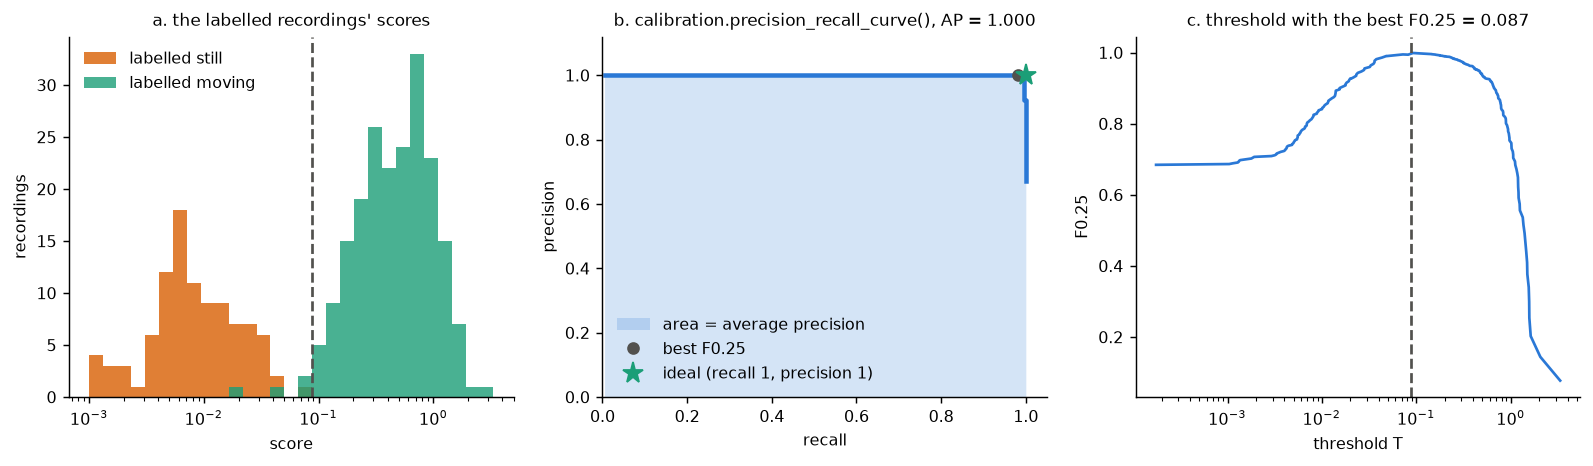 a. the labelled recordings' scores
labelled still
labelled moving
recordings
0
5
10
15
20
25
30
10⁻³
10⁻²
10⁻¹
10⁰
score
b. calibration.precision_recall_curve(), AP = 1.000
precision
0.0
0.2
0.4
0.6
0.8
1.0
area = average precision
best F0.25
ideal (recall 1, precision 1)
0.0
0.2
0.4
0.6
0.8
1.0
recall
c. threshold with the best F0.25 = 0.087
F0.25
0.2
0.4
0.6
0.8
1.0
10⁻³
10⁻²
10⁻¹
10⁰
threshold T